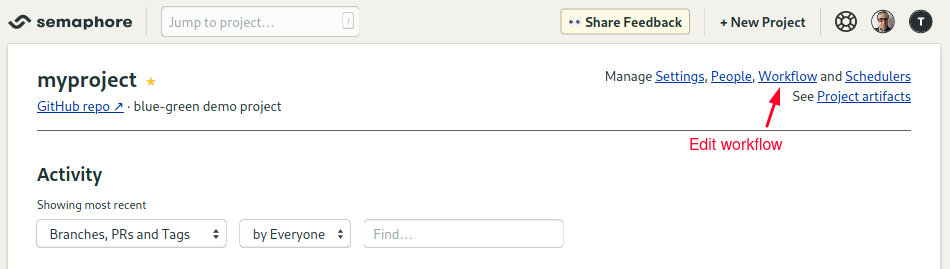 semaphore
Jump to project...
/
👀 Share Feedback
+ New Project
T
myproject ★
Manage Settings, People, Workflow and Schedulers
GitHub repo ↗ · blue-green demo project
See Project artifacts
Edit workflow
Activity
Showing most recent
Branches, PRs and Tags
by Everyone
Find...